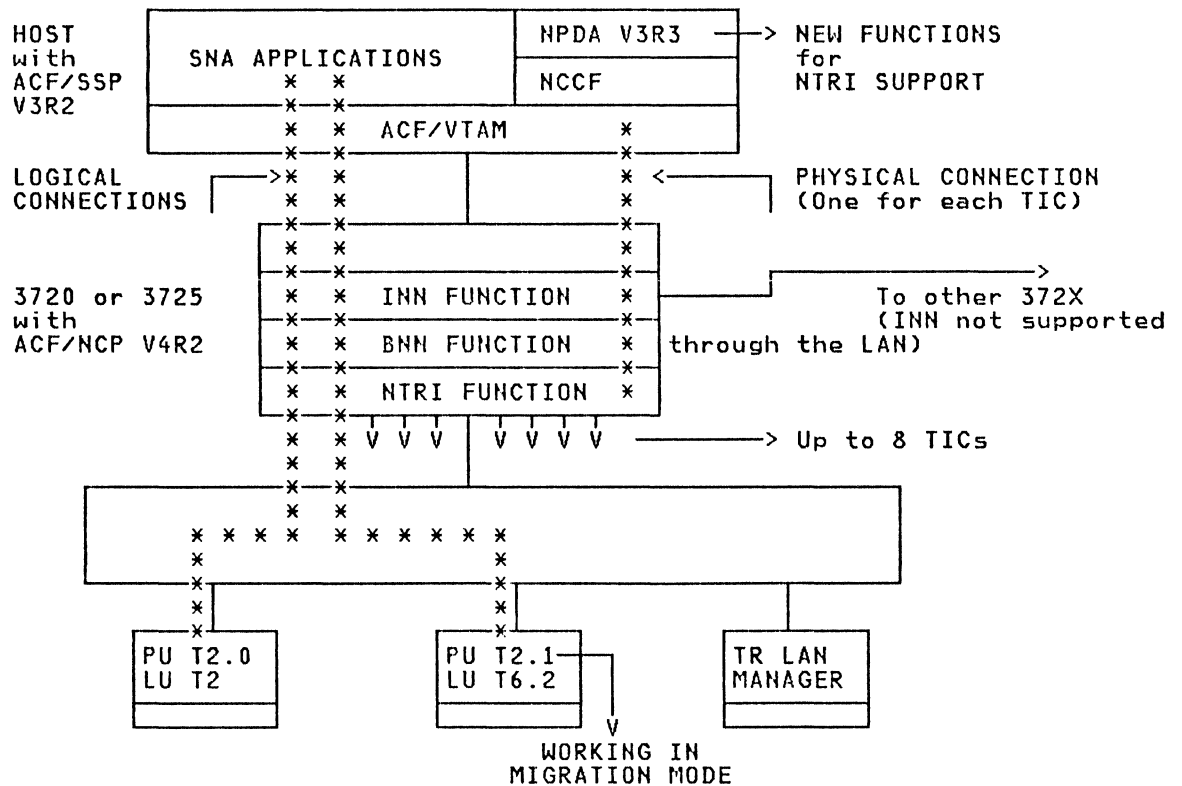 HOST
with
ACF/SSP
V3R2
SNA APPLICATIONS
NPDA V3R3
NCCF
ACF/VTAM
NEW FUNCTIONS
for
NTRI SUPPORT
LOGICAL
CONNECTIONS
PHYSICAL CONNECTION
(One for each TIC)
3720 or 3725
with
ACF/NCP V4R2
INN FUNCTION
BNN FUNCTION
NTRI FUNCTION
To other 372X
(INN not supported
through the LAN)
Up to 8 TICs
PU T2.0
LU T2
PU T2.1
LU T6.2
TR LAN
MANAGER
WORKING IN
MIGRATION MODE